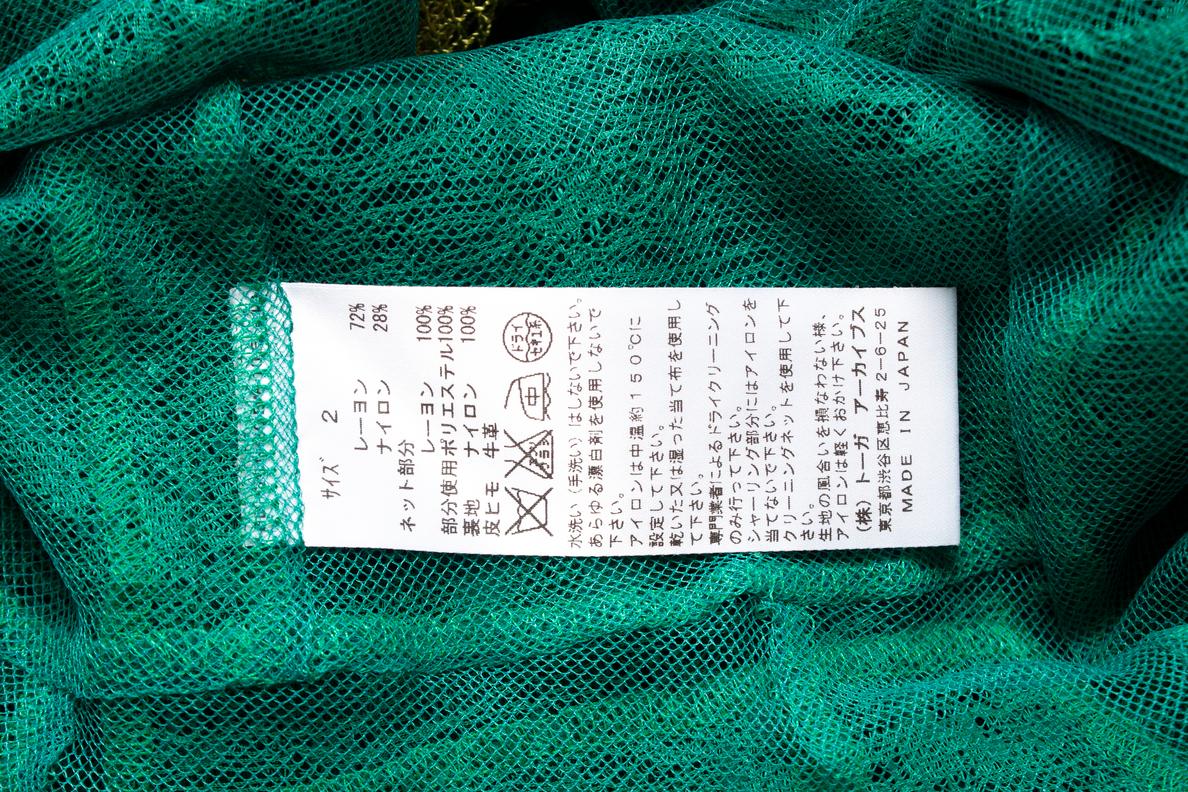 サイズ 2
レーヨン 72%
ナイロン 28%
ネット部分
レーヨン 100%
部分使用ポリエステル100%
裏地 ナイロン 100%
皮ヒモ 牛革
エンソサラシ 中 ドライ セキユ系
水洗い（手洗い）はしないで下さい。
あらゆる漂白剤を使用しないで
下さい。
アイロンは中温約１５０℃に
設定して下さい。
乾いた又は湿った当て布を使用し
て下さい。
専門業者によるドライクリーニング
のみ行って下さい。
シャーリング部分にはアイロンを
当てないで下さい。
クリーニングネットを使用して下
さい。
生地の風合いを損なわない様、
アイロンは軽くおかけ下さい。
（株）トーガ アーカイブス
東京都渋谷区恵比寿２-６-２５
MADE IN JAPAN